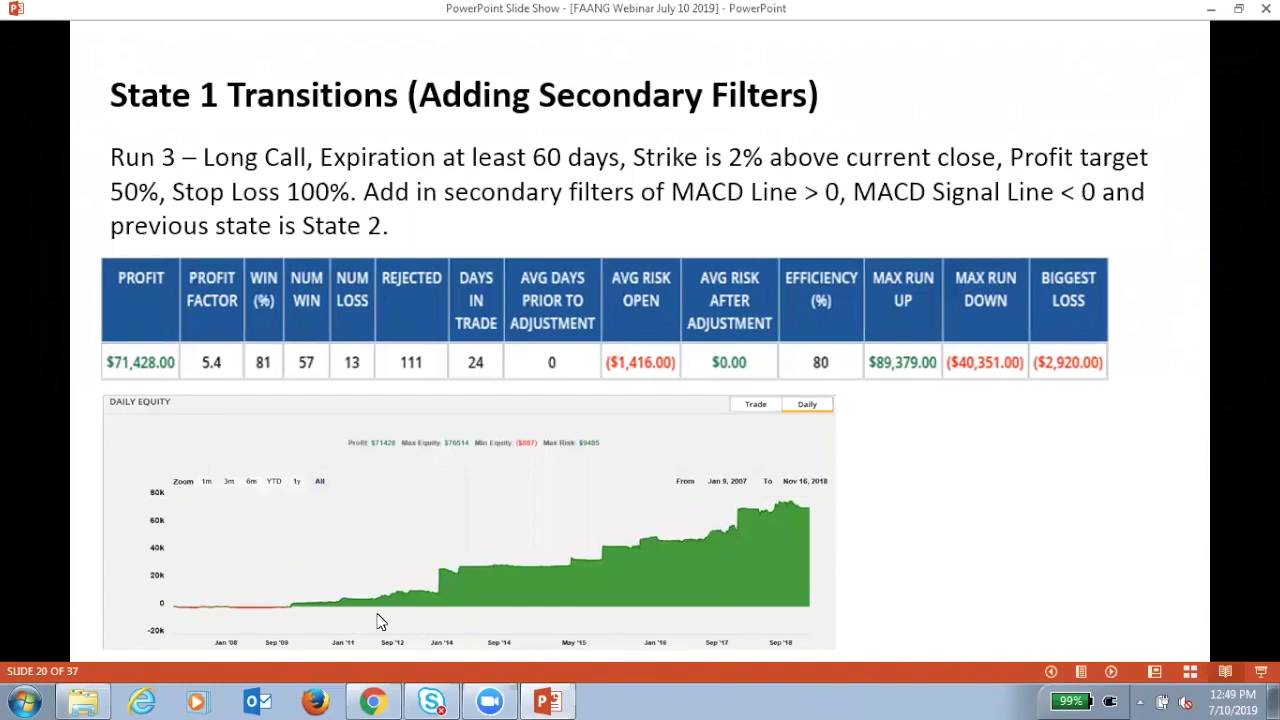 PowerPoint Slide Show - [FAANG Webinar July 10 2019] - PowerPoint
State 1 Transitions (Adding Secondary Filters)
Run 3 – Long Call, Expiration at least 60 days, Strike is 2% above current close, Profit target
50%, Stop Loss 100%. Add in secondary filters of MACD Line > 0, MACD Signal Line < 0 and
previous state is State 2.
PROFIT PROFIT FACTOR WIN (%) NUM WIN NUM LOSS REJECTED DAYS IN TRADE AVG DAYS PRIOR TO ADJUSTMENT AVG RISK OPEN AVG RISK AFTER ADJUSTMENT EFFICIENCY (%) MAX RUN UP MAX RUN DOWN BIGGEST LOSS
$71,428.00 5.4 81 57 13 111 24 0 ($1,416.00) $0.00 80 $89,379.00 ($40,351.00) ($2,920.00)
DAILY EQUITY Trade Daily
Profit: $71428 Max Equity: $76514 Min Equity: ($887) Max Risk: $9485
Zoom 1m 3m 6m YTD 1y All From Jan 9, 2007 To Nov 16, 2018
80k
60k
40k
20k
0
-20k
Jan '08 Sep '09 Jan '11 Sep '12 Jan '14 Sep '14 May '15 Jan '16 Sep '17 Sep '18
SLIDE 20 OF 37
99% 12:49 PM
7/10/2019